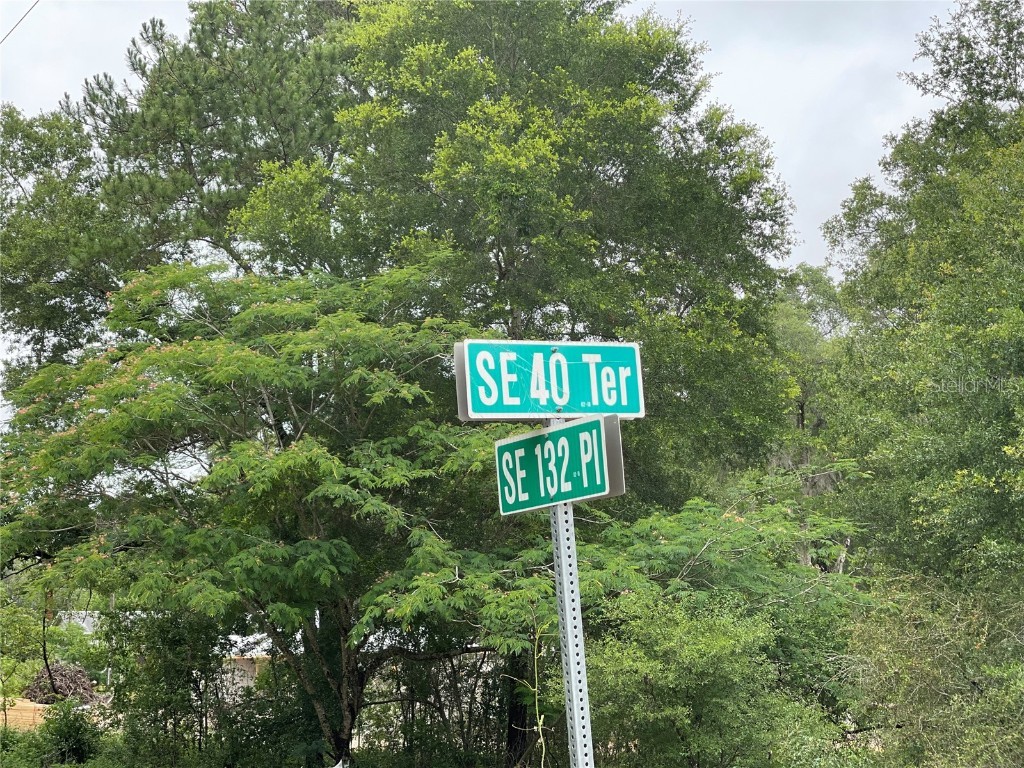 SE 40 Ter
SE 132 Pl
Stellar MLS